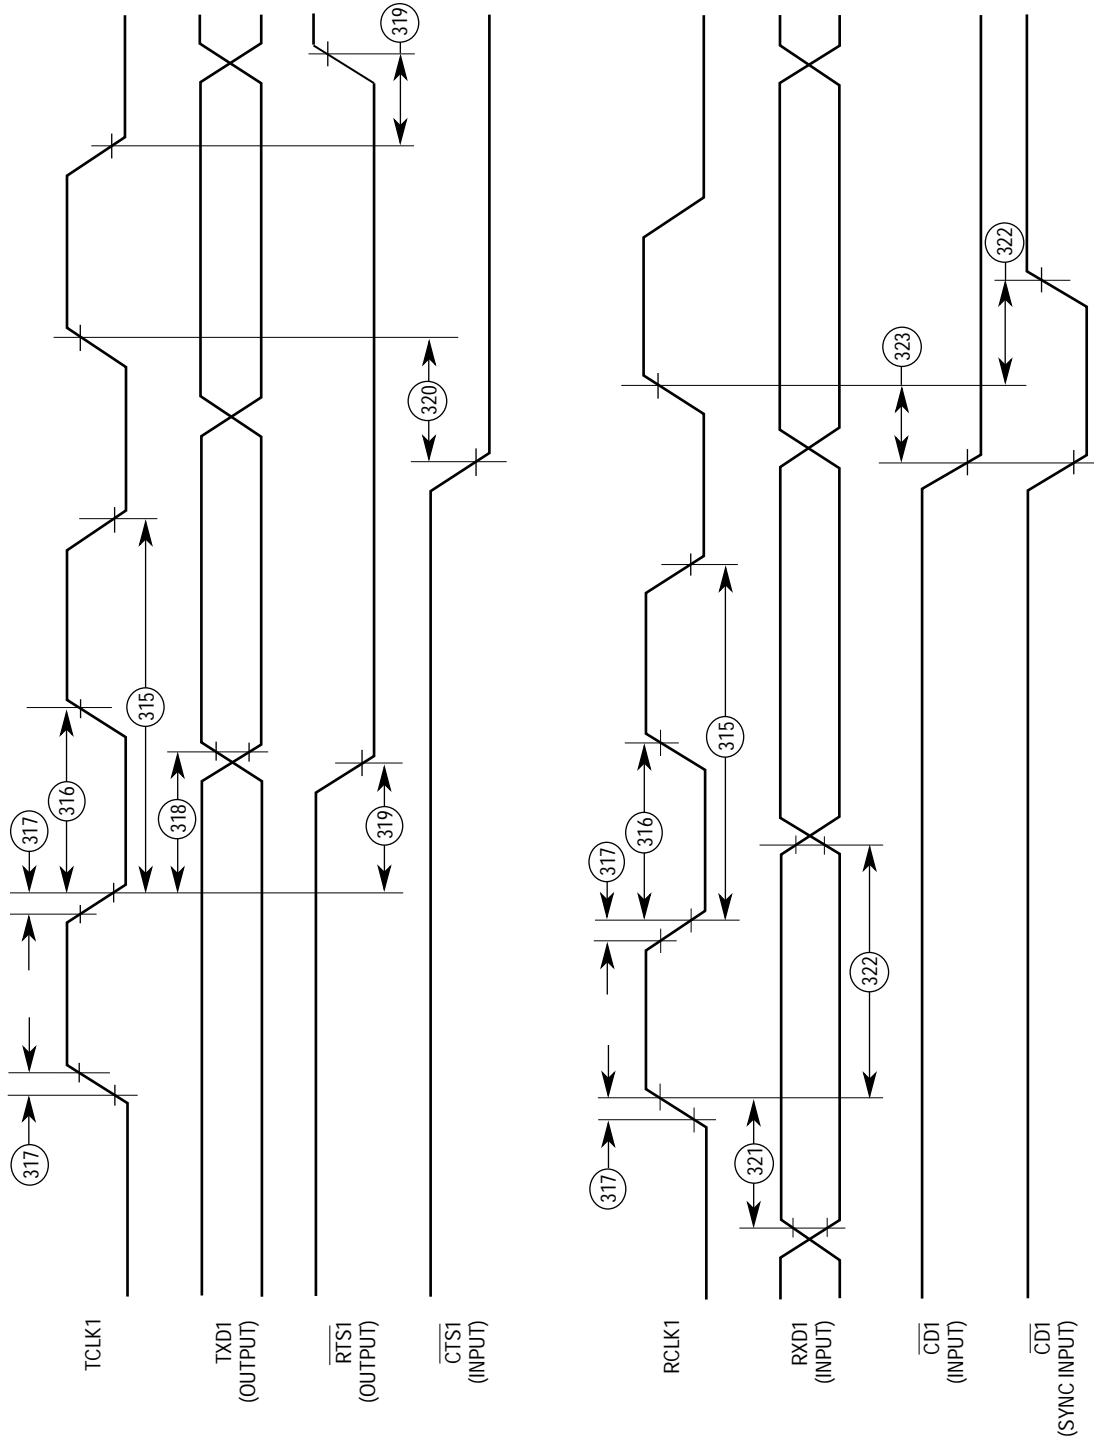 317
317
316
TCLK1
315
318
TXD1
(OUTPUT)
RTS1
(OUTPUT)
319
319
320
CTS1
(INPUT)
317
317
316
RCLK1
315
321
RXD1
(INPUT)
322
323
CD1
(INPUT)
322
CD1
(SYNC INPUT)